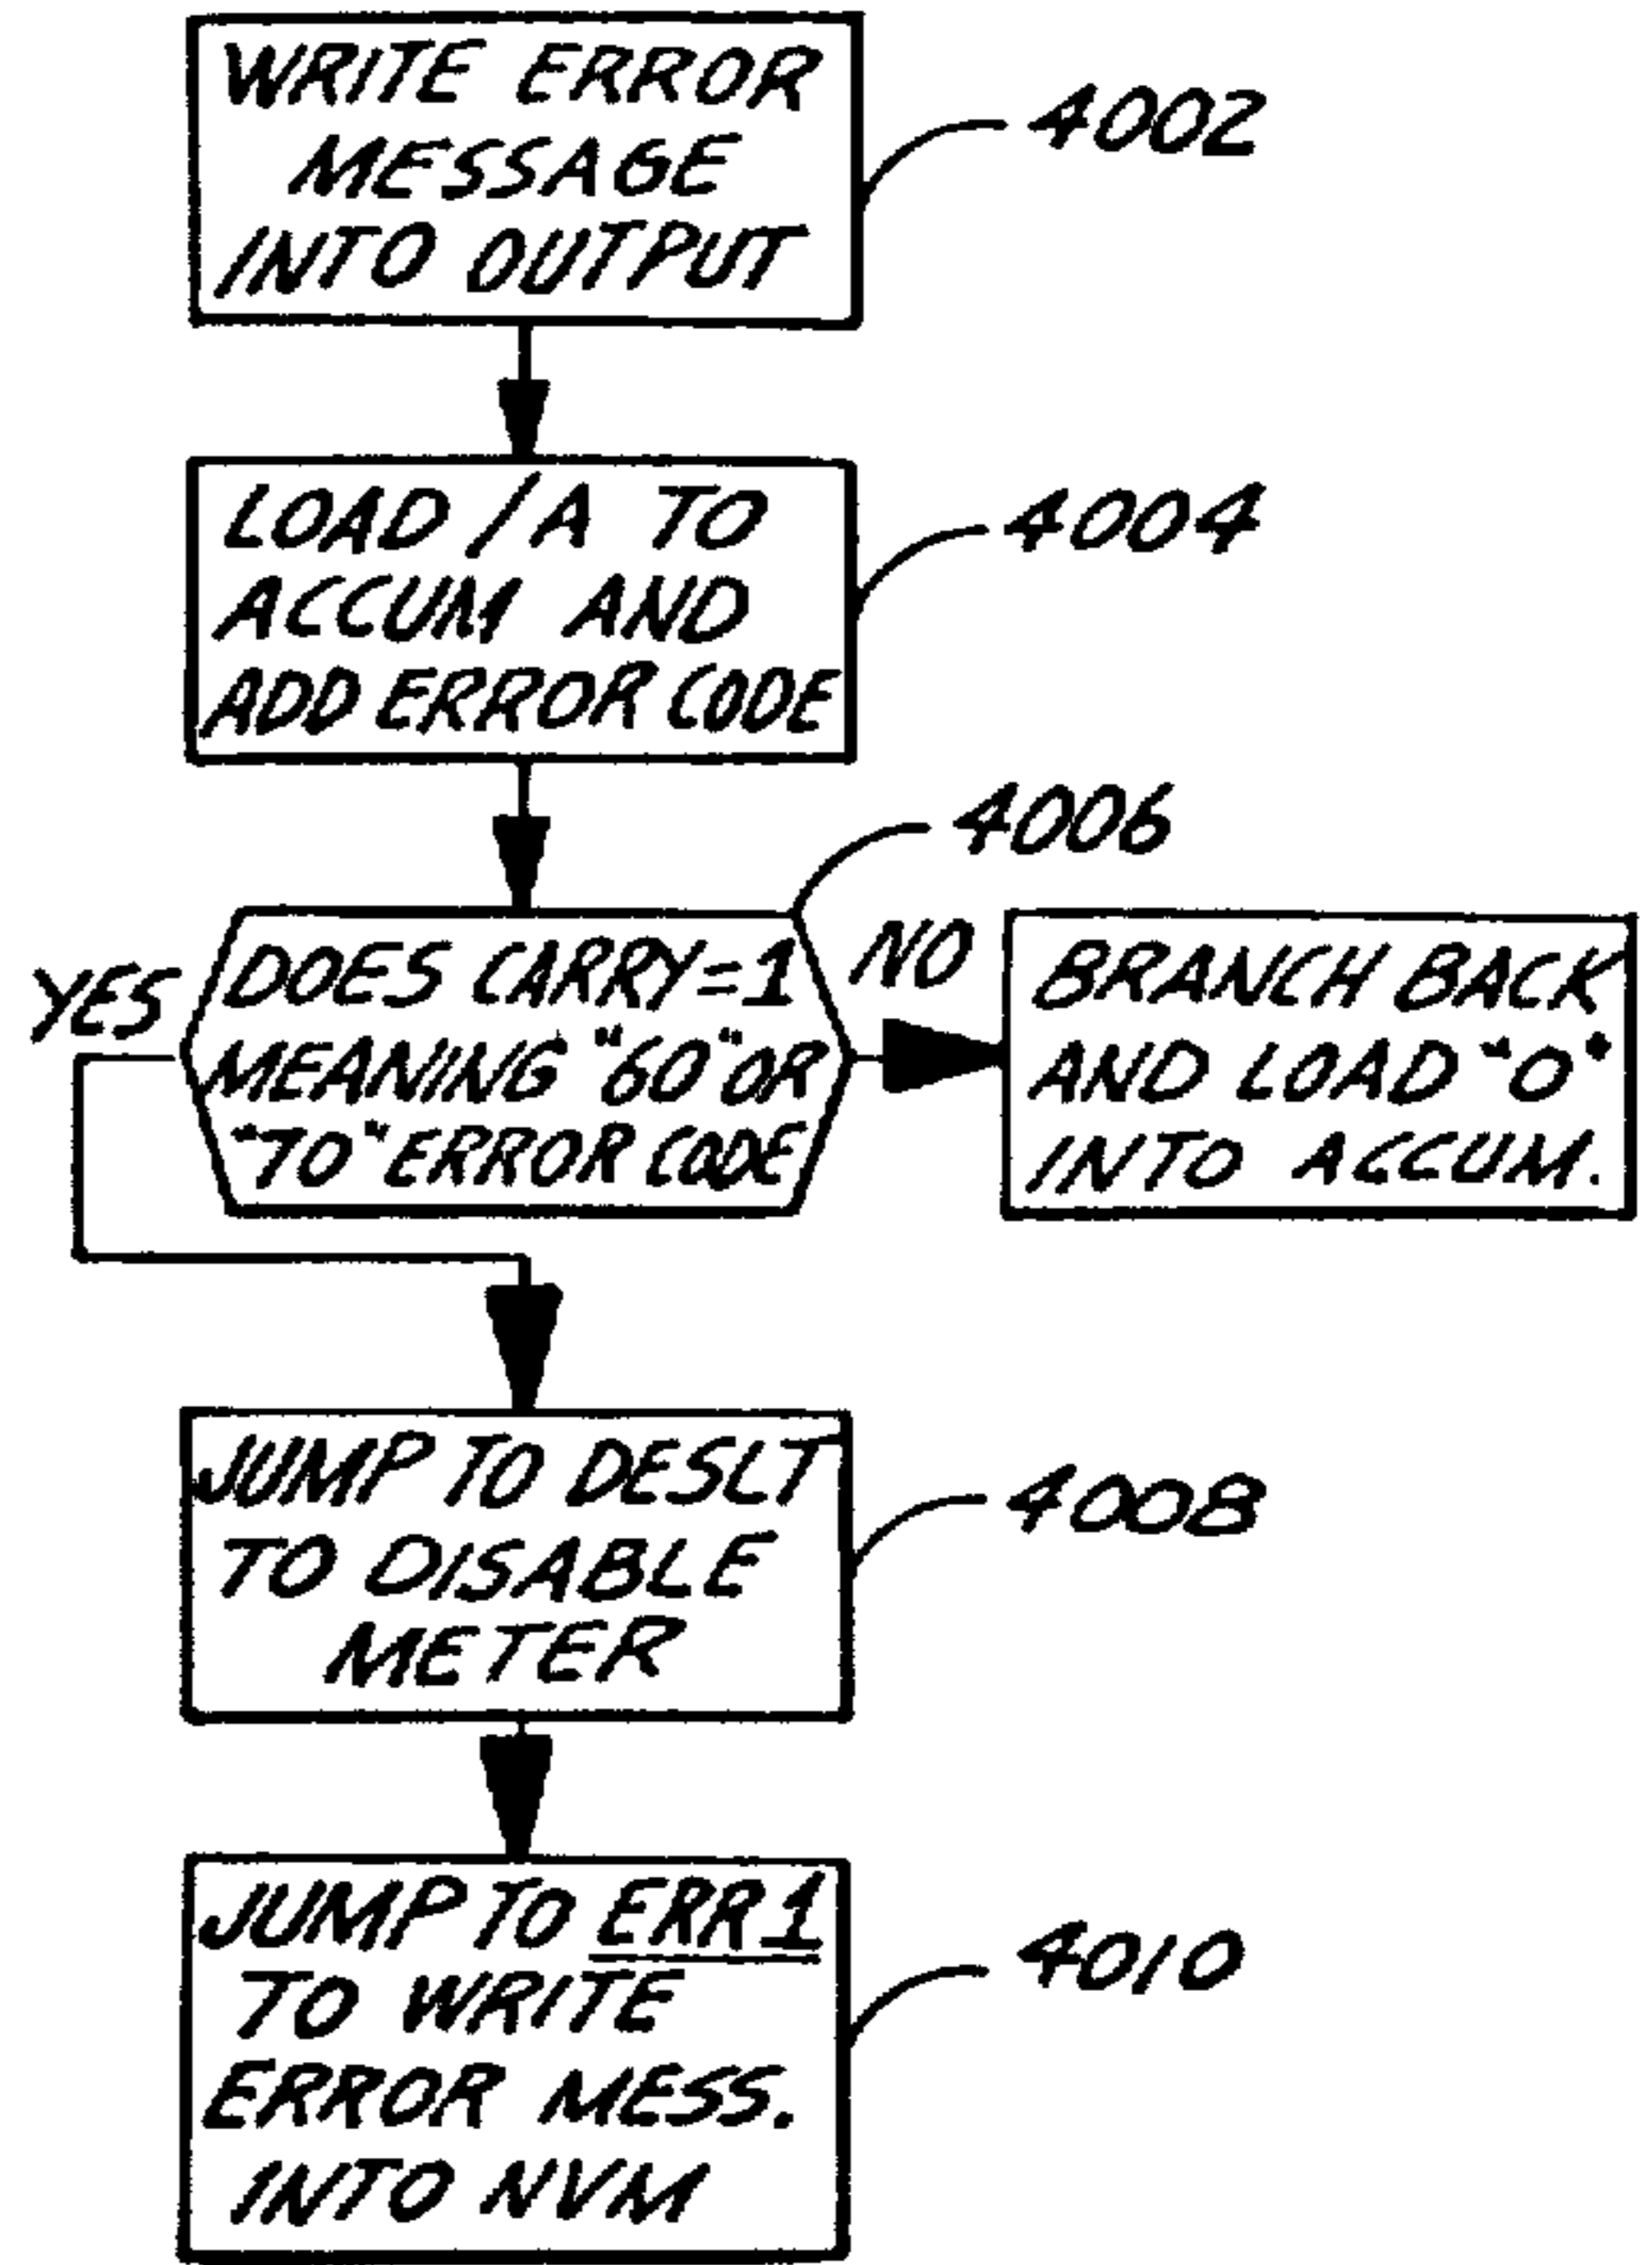 WRITE ERROR
MESSAGE
INTO OUTPUT
4002
LOAD /A TO
ACCUM AND
ADD ERROR CODE
4004
4006
YES
DOES CARRY=1
MEANING "60" OR
"70" ERROR CODE
NO
BRANCH BACK
AND LOAD "0"
INTO ACCUM.
JUMP TO DESLT
TO DISABLE
METER
4008
JUMP TO ERR1
TO WRITE
ERROR MESS.
INTO NVM
4010